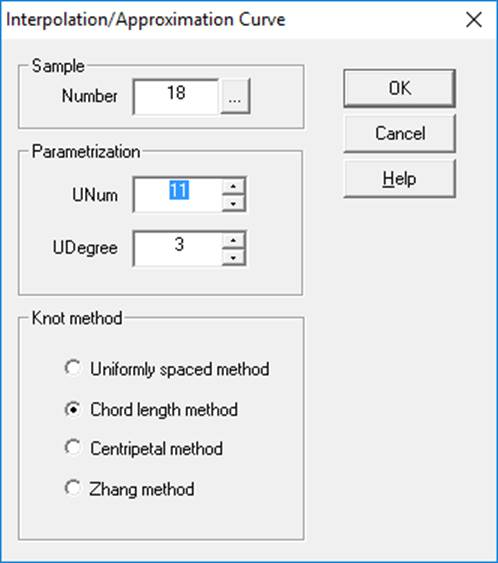 Interpolation/Approximation Curve
Sample
Number 18 ...
OK
Cancel
Help
Parametrization
UNum 11
UDegree 3
Knot method
Uniformly spaced method
Chord length method
Centripetal method
Zhang method